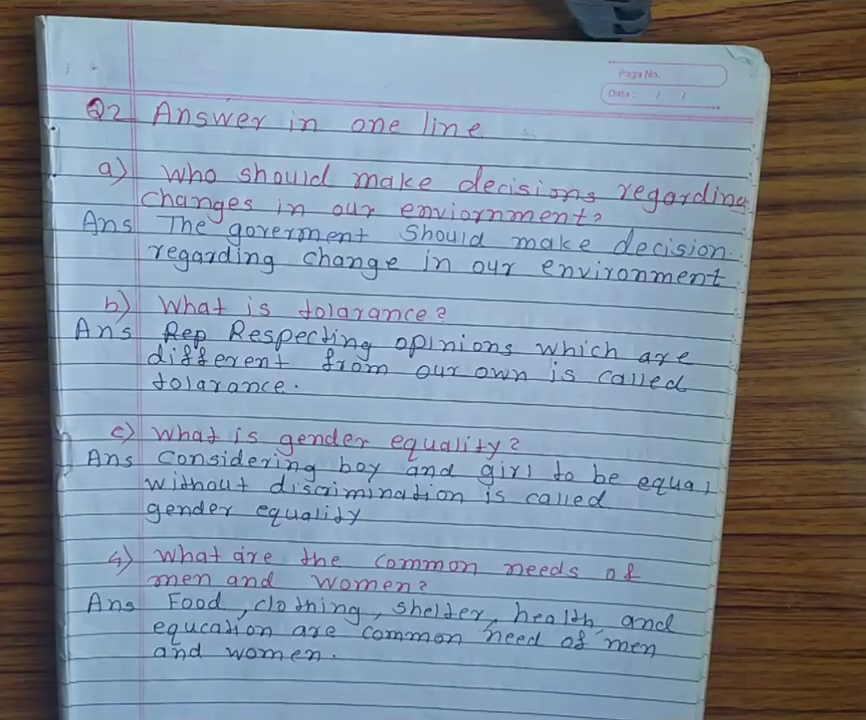 Page No.
Date: / /
Q2 Answer in one line
a) Who should make decisions regarding
changes in our enviornment?
Ans The goverment should make decision
regarding change in our environment
b) What is tolarance?
Ans Rep Respecting opinions which are
different from our own is called
tolarance.
c) What is gender equality?
Ans Considering boy and girl to be equal
without discrimination is called
gender equality
4) What are the common needs of
men and women?
Ans Food, clothing, shelter, health, and
equcation are common need of men
and women.